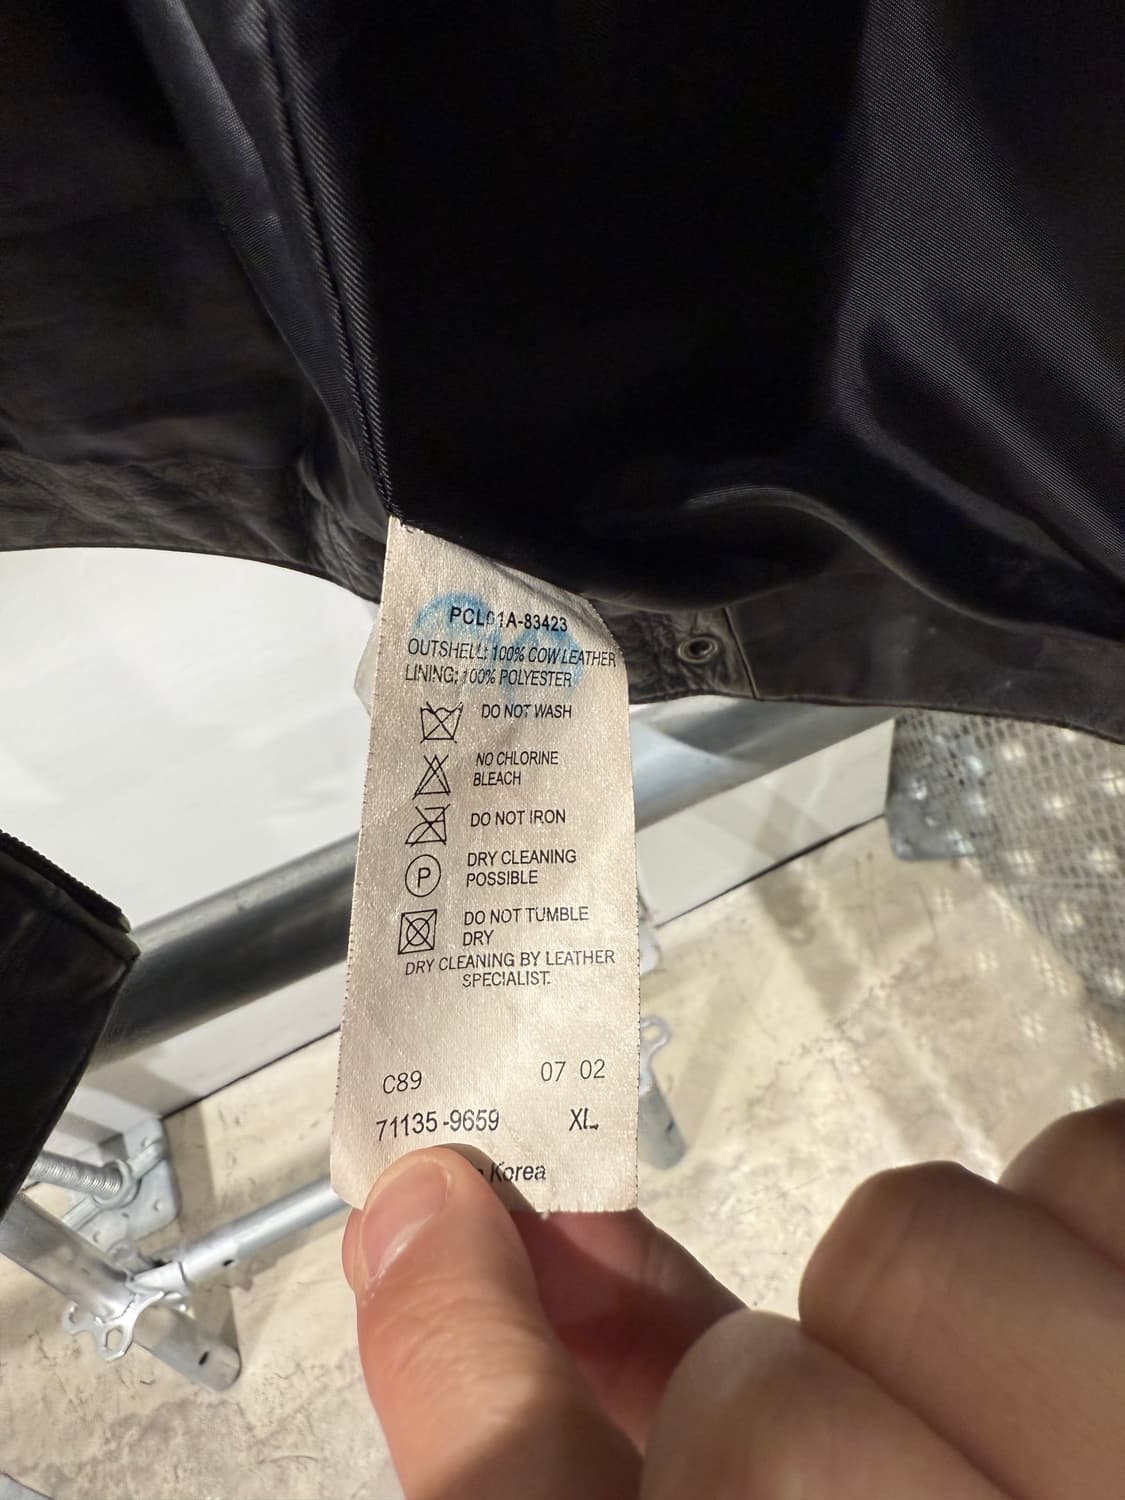 PCL01A-83423
OUTSHELL: 100% COW LEATHER
LINING: 100% POLYESTER
DO NOT WASH
NO CHLORINE
BLEACH
DO NOT IRON
P
DRY CLEANING
POSSIBLE
DO NOT TUMBLE
DRY
DRY CLEANING BY LEATHER
SPECIALIST.
C89 07 02
71135-9659 XL
Korea